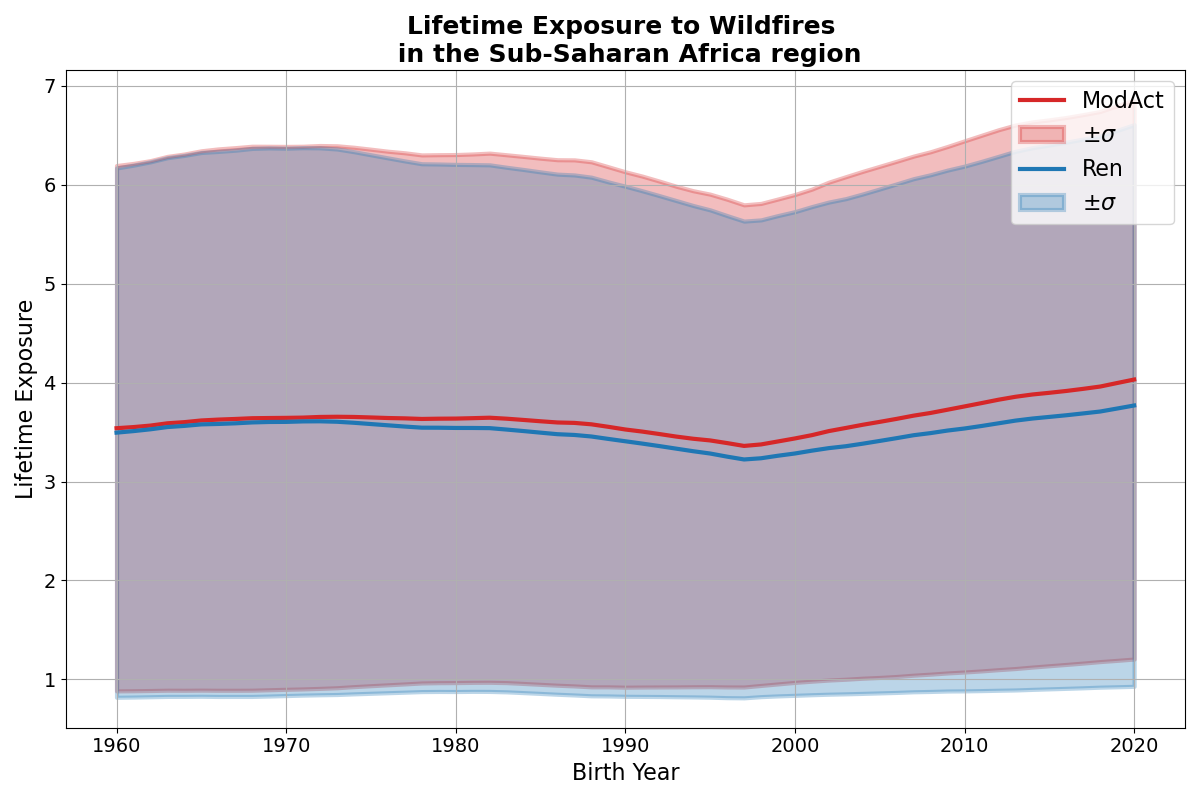 Lifetime Exposure to Wildfires
in the Sub-Saharan Africa region
Lifetime Exposure
7
6
5
4
3
2
1
ModAct
±σ
Ren
±σ
1960 1970 1980 1990 2000 2010 2020
Birth Year